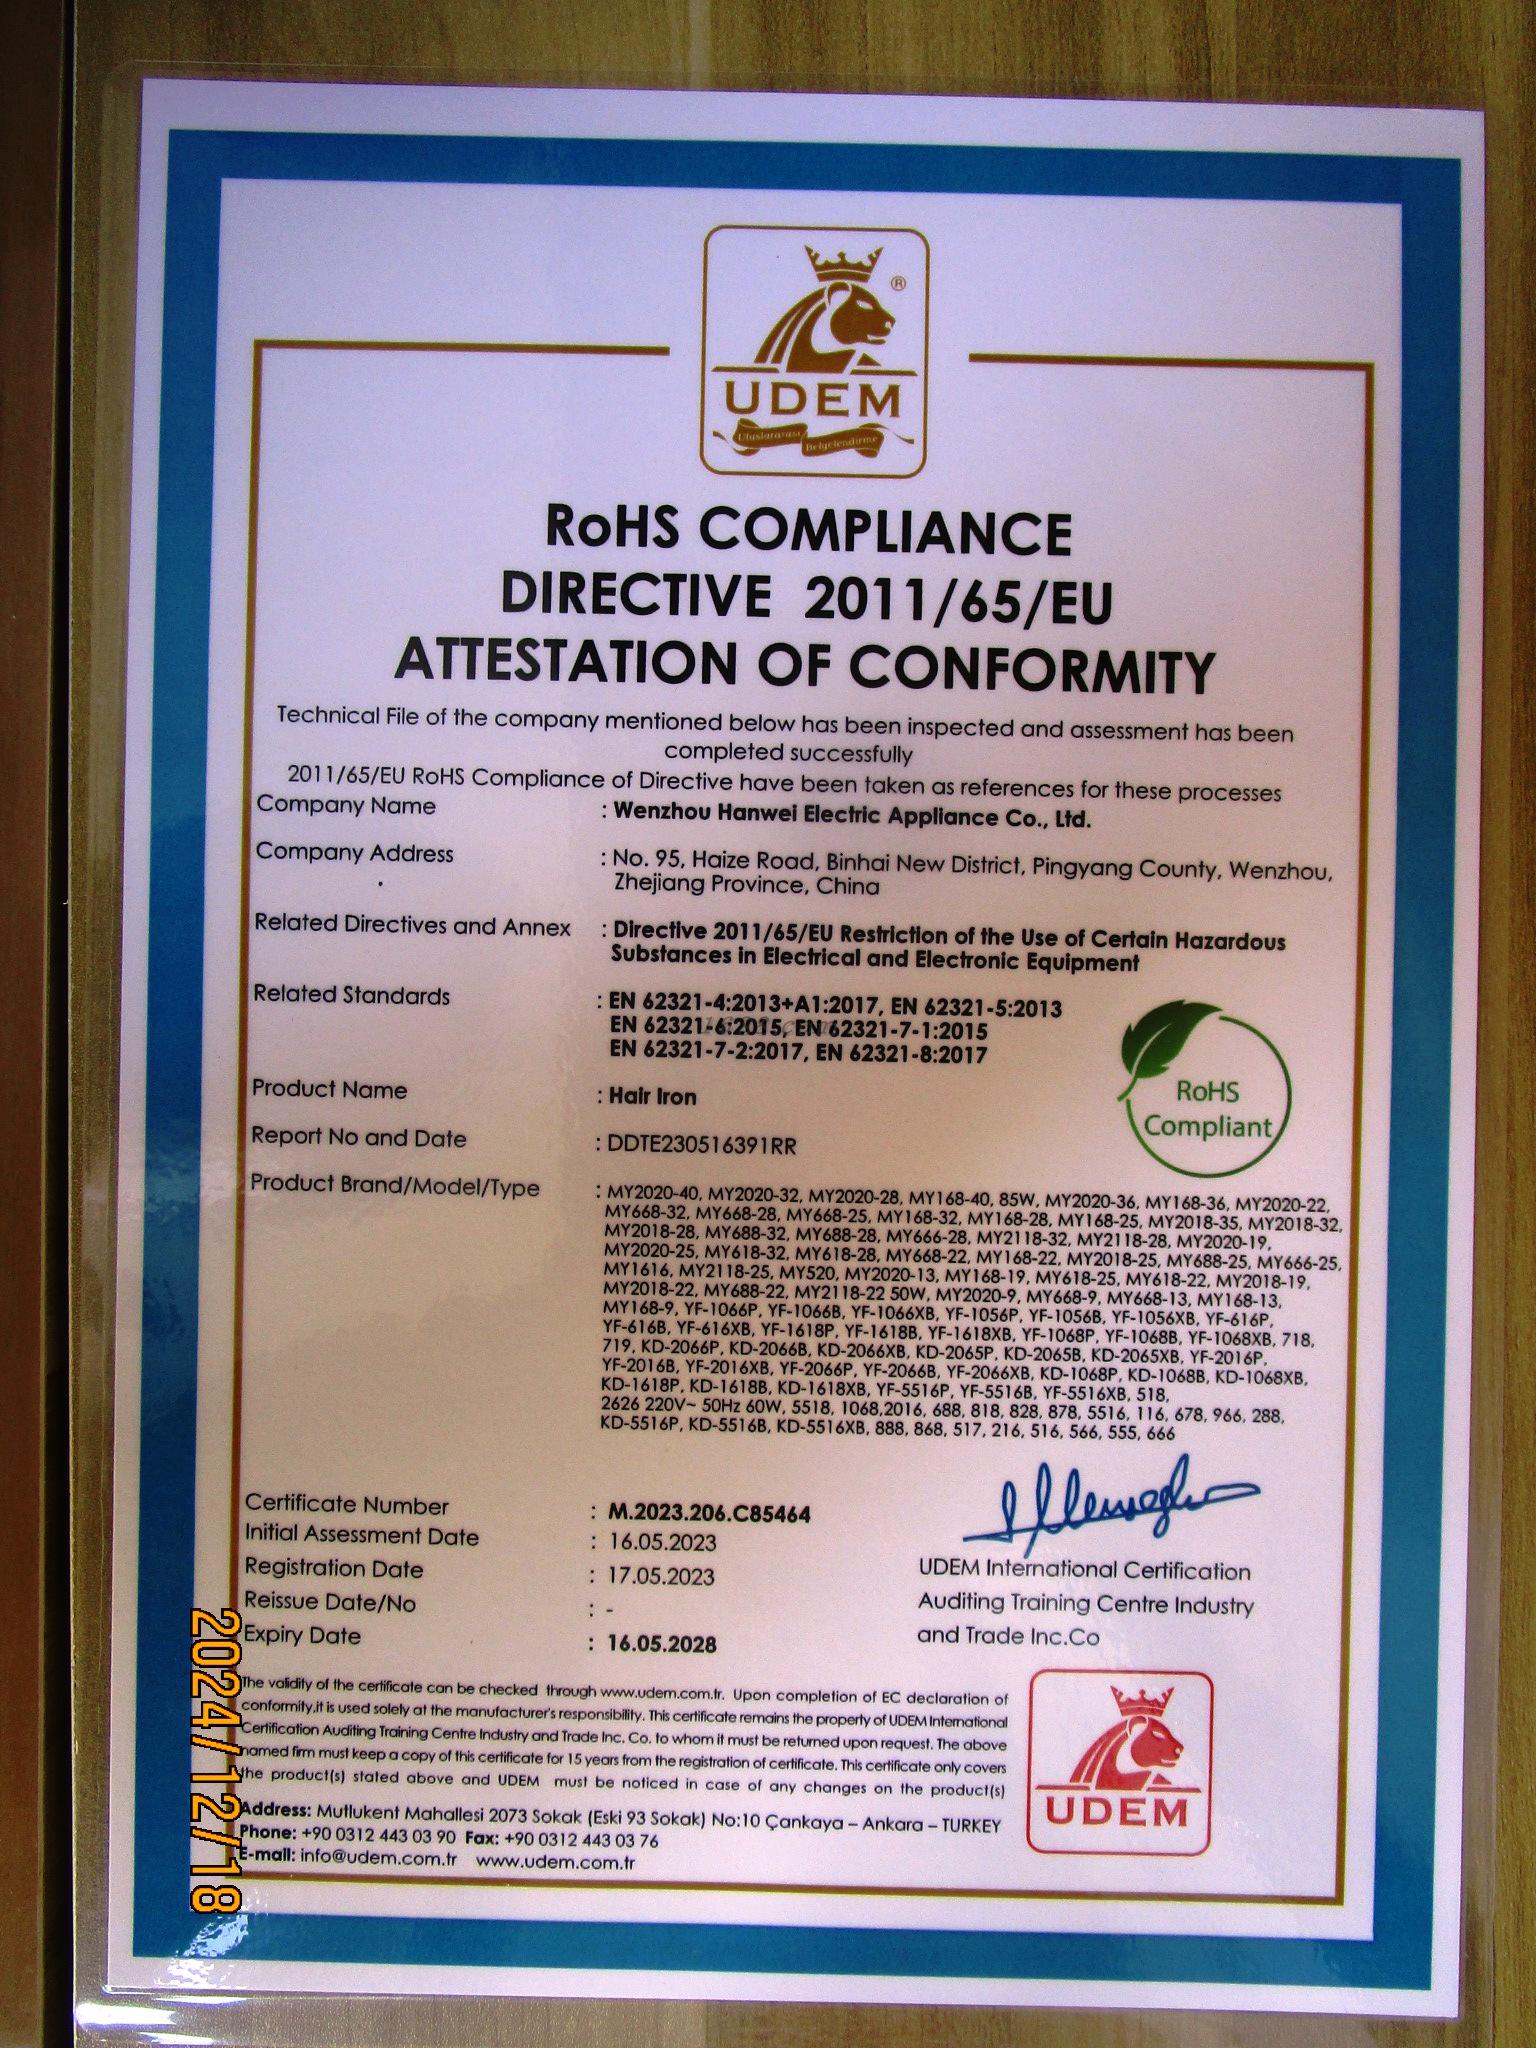 ®
UDEM
Uluslararası
Belgelendirme
RoHS COMPLIANCE
DIRECTIVE 2011/65/EU
ATTESTATION OF CONFORMITY
Technical File of the company mentioned below has been inspected and assessment has been
completed successfully
2011/65/EU RoHS Compliance of Directive have been taken as references for these processes
Company Name : Wenzhou Hanwei Electric Appliance Co., Ltd.
Company Address : No. 95, Haize Road, Binhai New District, Pingyang County, Wenzhou,
Zhejiang Province, China
Related Directives and Annex : Directive 2011/65/EU Restriction of the Use of Certain Hazardous
Substances in Electrical and Electronic Equipment
Related Standards : EN 62321-4:2013+A1:2017, EN 62321-5:2013
EN 62321-6:2015, EN 62321-7-1:2015
EN 62321-7-2:2017, EN 62321-8:2017
RoHS
Compliant
Product Name : Hair Iron
Report No and Date : DDTE230516391RR
Product Brand/Model/Type : MY2020-40, MY2020-32, MY2020-28, MY168-40, 85W, MY2020-36, MY168-36, MY2020-22,
MY668-32, MY668-28, MY668-25, MY168-32, MY168-28, MY168-25, MY2018-35, MY2018-32,
MY2018-28, MY688-32, MY688-28, MY666-28, MY2118-32, MY2118-28, MY2020-19,
MY2020-25, MY618-32, MY618-28, MY668-22, MY168-22, MY2018-25, MY688-25, MY666-25,
MY1616, MY2118-25, MY520, MY2020-13, MY168-19, MY618-25, MY618-22, MY2018-19,
MY2018-22, MY688-22, MY2118-22 50W, MY2020-9, MY668-9, MY668-13, MY168-13,
MY168-9, YF-1066P, YF-1066B, YF-1066XB, YF-1056P, YF-1056B, YF-1056XB, YF-616P,
YF-616B, YF-616XB, YF-1618P, YF-1618B, YF-1618XB, YF-1068P, YF-1068B, YF-1068XB, 718,
719, KD-2066P, KD-2066B, KD-2066XB, KD-2065P, KD-2065B, KD-2065XB, YF-2016P,
YF-2016B, YF-2016XB, YF-2066P, YF-2066B, YF-2066XB, KD-1068P, KD-1068B, KD-1068XB,
KD-1618P, KD-1618B, KD-1618XB, YF-5516P, YF-5516B, YF-5516XB, 518,
2626 220V~ 50Hz 60W, 5518, 1068,2016, 688, 818, 828, 878, 5516, 116, 678, 966, 288,
KD-5516P, KD-5516B, KD-5516XB, 888, 868, 517, 216, 516, 566, 555, 666
Certificate Number : M.2023.206.C85464
Initial Assessment Date : 16.05.2023
Registration Date : 17.05.2023
Reissue Date/No : -
Expiry Date : 16.05.2028
UDEM International Certification
Auditing Training Centre Industry
and Trade Inc.Co
The validity of the certificate can be checked through www.udem.com.tr. Upon completion of EC declaration of
conformity,it is used solely at the manufacturer's responsibility. This certificate remains the property of UDEM International
Certification Auditing Training Centre Industry and Trade Inc. Co. to whom it must be returned upon request. The above
named firm must keep a copy of this certificate for 15 years from the registration of certificate. This certificate only covers
the product(s) stated above and UDEM must be noticed in case of any changes on the product(s)
Address: Mutlukent Mahallesi 2073 Sokak (Eski 93 Sokak) No:10 Çankaya – Ankara – TURKEY
Phone: +90 0312 443 03 90 Fax: +90 0312 443 03 76
E-mail: info@udem.com.tr www.udem.com.tr
UDEM
2024/12/18